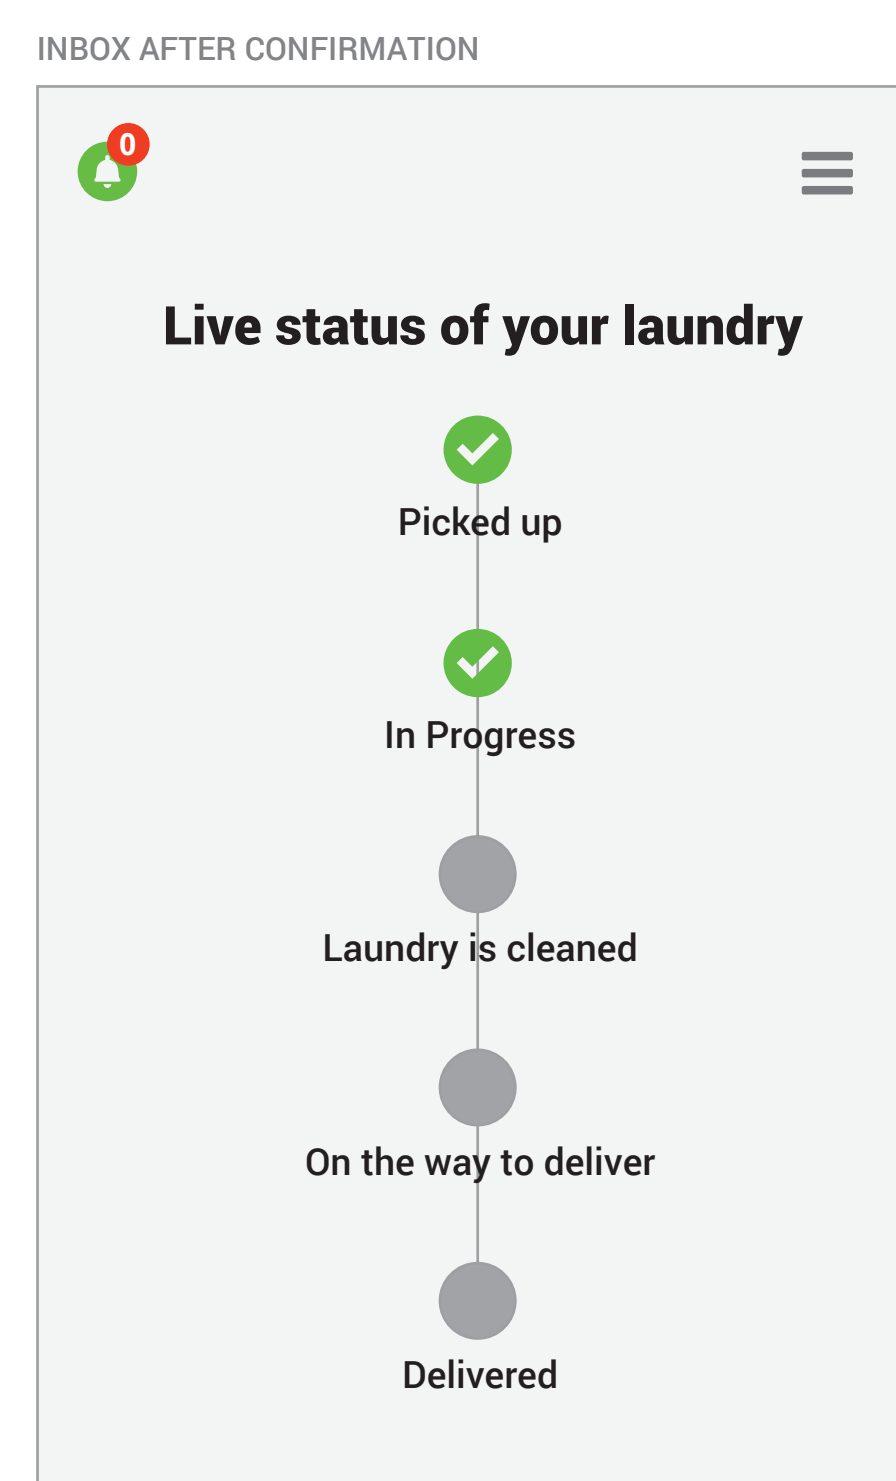 INBOX AFTER CONFIRMATION
0
Live status of your laundry
Picked up
In Progress
Laundry is cleaned
On the way to deliver
Delivered